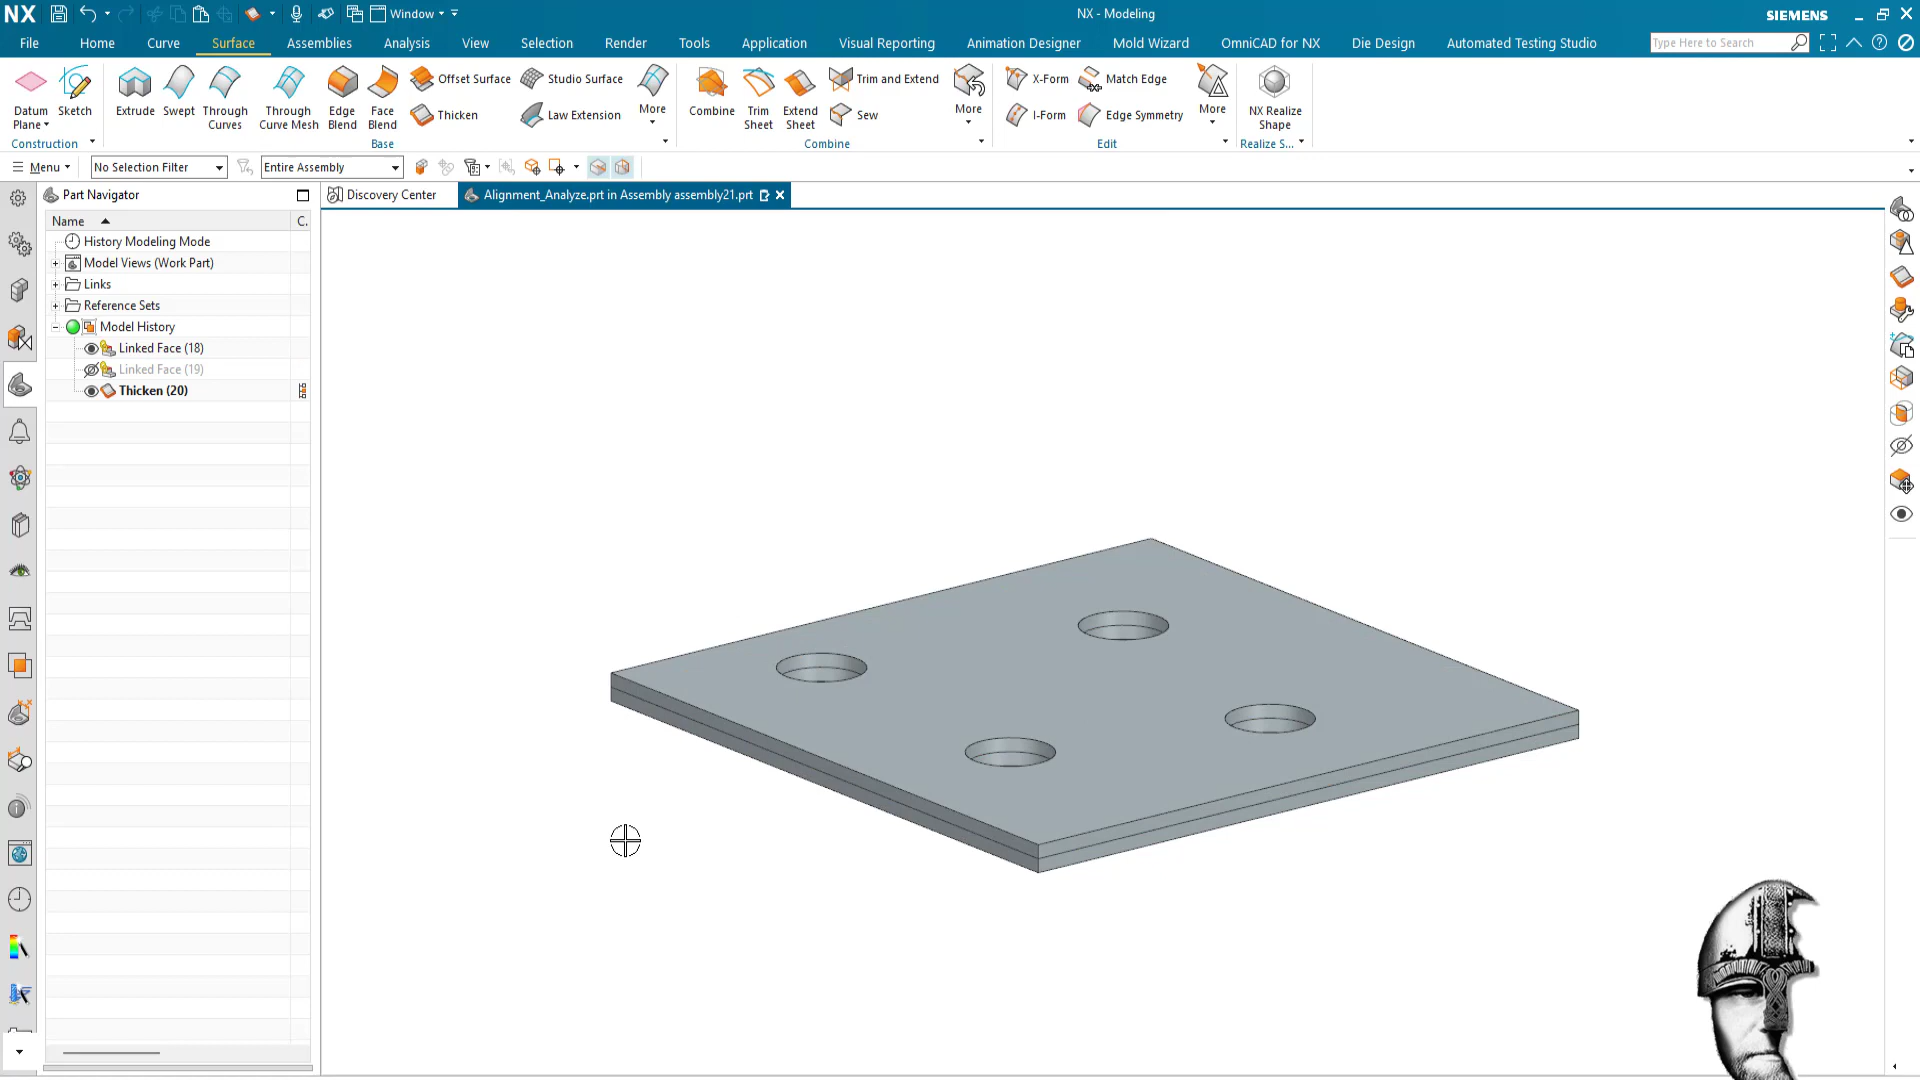 NX
Window
NX - Modeling
SIEMENS
File
Home
Curve
Surface
Assemblies
Analysis
View
Selection
Render
Tools
Application
Visual Reporting
Animation Designer
Mold Wizard
OmniCAD for NX
Die Design
Automated Testing Studio
Type Here to Search
Datum
Plane
Sketch
Construction
Extrude
Swept
Through
Curves
Through
Curve Mesh
Edge
Blend
Face
Blend
Offset Surface
Thicken
Studio Surface
Law Extension
More
Base
Combine
Trim
Sheet
Extend
Sheet
Trim and Extend
Sew
More
Combine
X-Form
I-Form
Match Edge
Edge Symmetry
More
Edit
NX Realize
Shape
Realize S...
Menu
No Selection Filter
Entire Assembly
Part Navigator
Discovery Center
Alignment_Analyze.prt in Assembly assembly21.prt
Name
C.
History Modeling Mode
Model Views (Work Part)
Links
Reference Sets
Model History
Linked Face (18)
Linked Face (19)
Thicken (20)